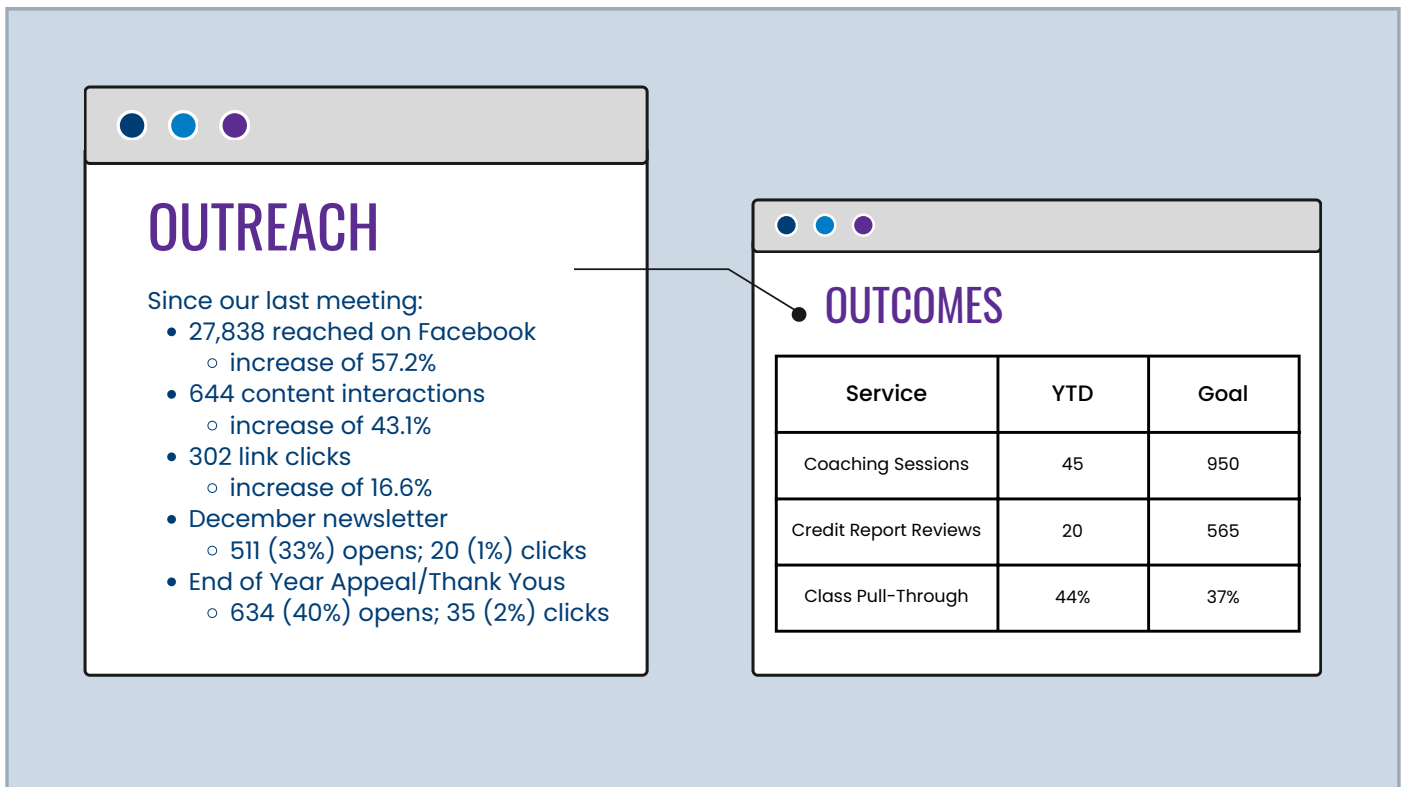 OUTREACH
Since our last meeting:
• 27,838 reached on Facebook
○ increase of 57.2%
• 644 content interactions
○ increase of 43.1%
• 302 link clicks
○ increase of 16.6%
• December newsletter
○ 511 (33%) opens; 20 (1%) clicks
• End of Year Appeal/Thank Yous
○ 634 (40%) opens; 35 (2%) clicks
OUTCOMES
Service YTD Goal
Coaching Sessions 45 950
Credit Report Reviews 20 565
Class Pull-Through 44% 37%